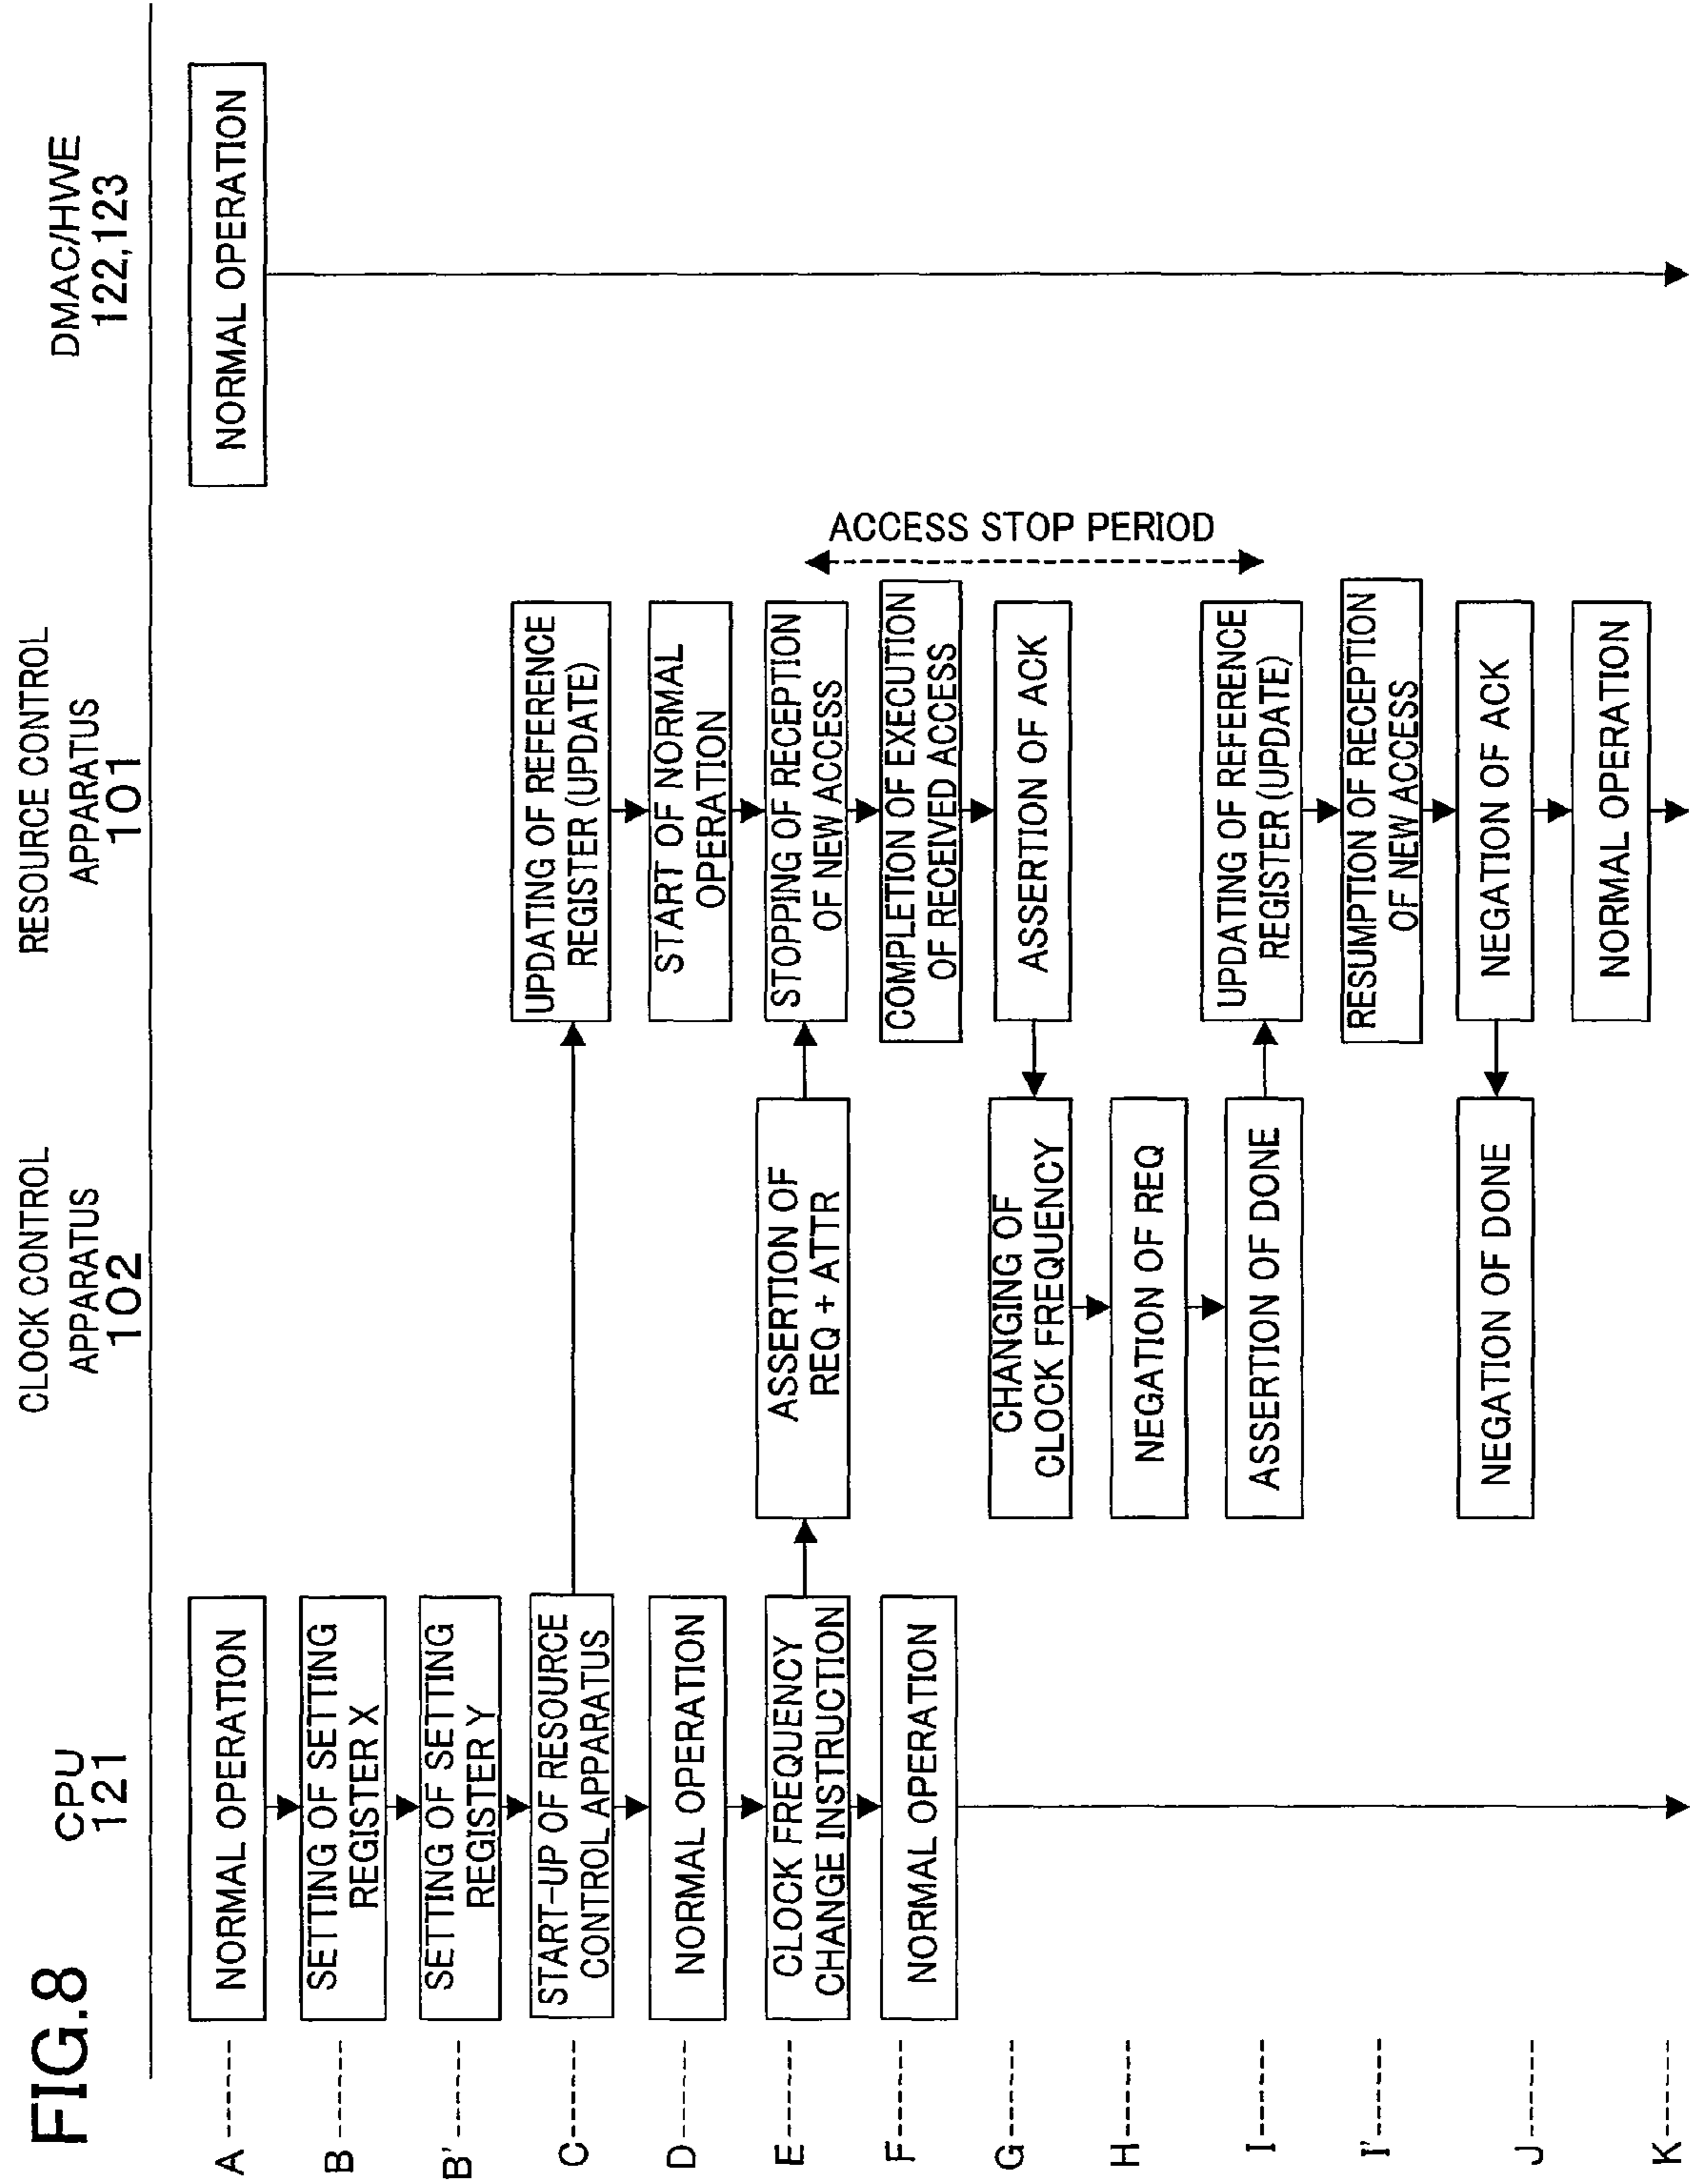 FIG.8
CPU
121
CLOCK CONTROL
APPARATUS
102
RESOURCE CONTROL
APPARATUS
101
DMAC/HWE
122,123
A
NORMAL OPERATION
NORMAL OPERATION
B
SETTING OF SETTING
REGISTER X
B'
SETTING OF SETTING
REGISTER Y
C
START-UP OF RESOURCE
CONTROL APPARATUS
UPDATING OF REFERENCE
REGISTER (UPDATE)
D
NORMAL OPERATION
START OF NORMAL
OPERATION
E
CLOCK FREQUENCY
CHANGE INSTRUCTION
ASSERTION OF
REQ + ATTR
STOPPING OF RECEPTION
OF NEW ACCESS
ACCESS STOP PERIOD
F
NORMAL OPERATION
COMPLETION OF EXECUTION
OF RECEIVED ACCESS
G
CHANGING OF
CLOCK FREQUENCY
ASSERTION OF ACK
H
NEGATION OF REQ
I
ASSERTION OF DONE
UPDATING OF REFERENCE
REGISTER (UPDATE)
I'
RESUMPTION OF RECEPTION
OF NEW ACCESS
J
NEGATION OF DONE
NEGATION OF ACK
K
NORMAL OPERATION